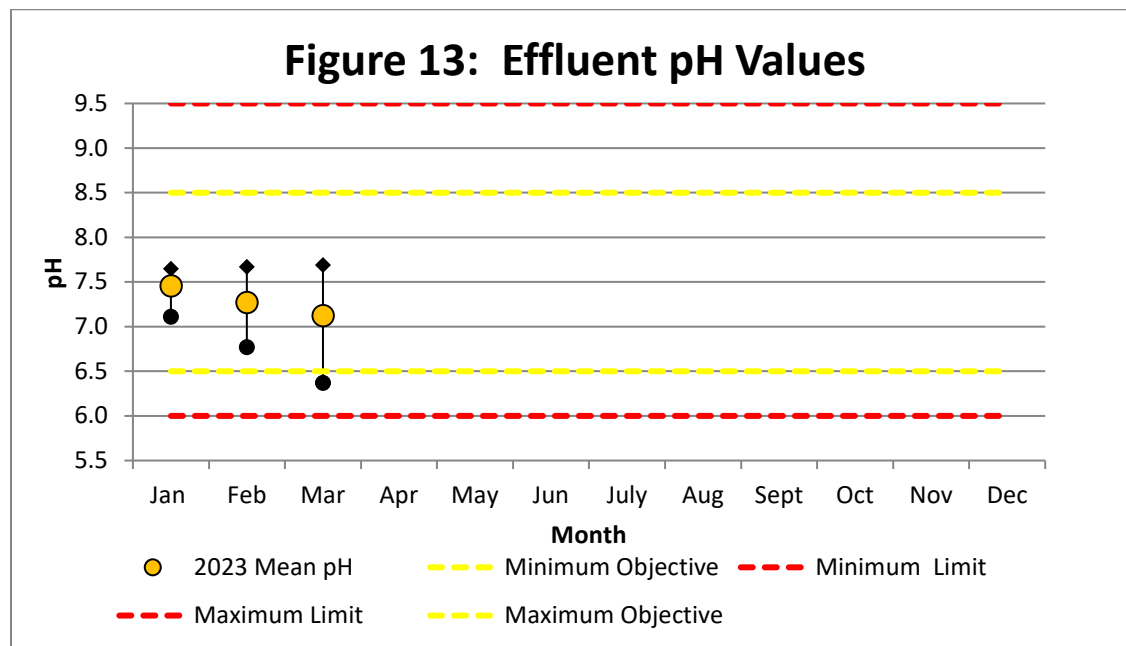 Figure 13:  Effluent pH Values
9.5
9.0
8.5
8.0
7.5
7.0
6.5
6.0
5.5
pH
Jan Feb Mar Apr May Jun July Aug Sept Oct Nov Dec
Month
2023 Mean pH Minimum Objective Minimum  Limit
Maximum Limit Maximum Objective